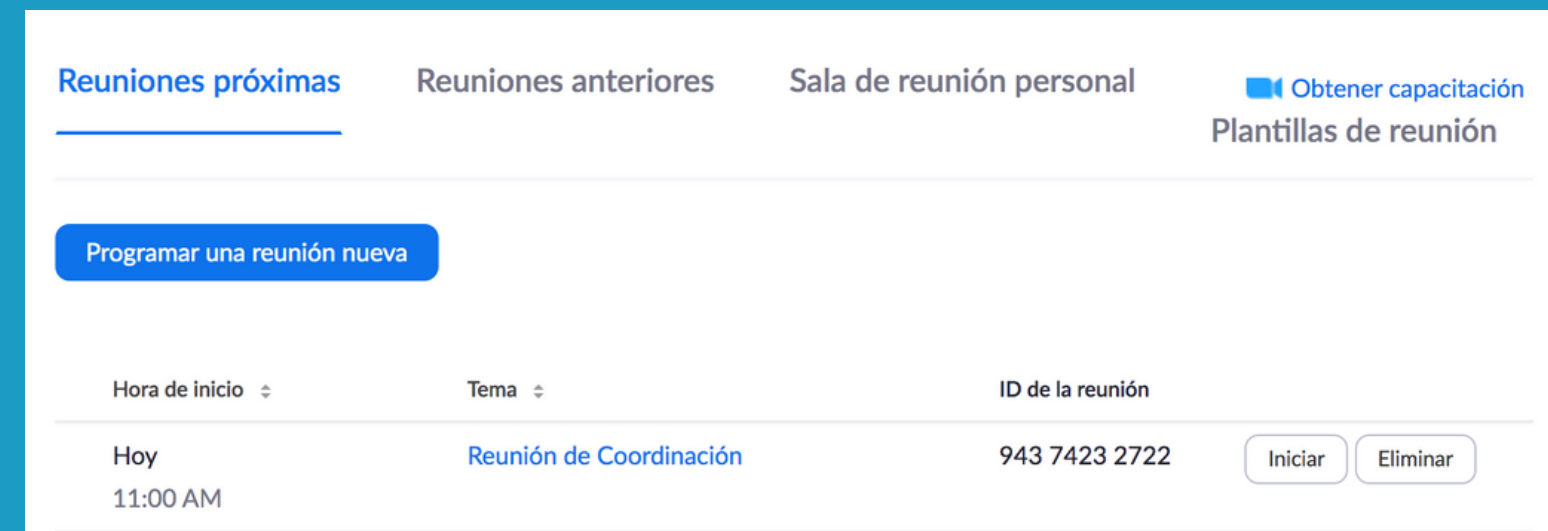 Reuniones próximas Reuniones anteriores Sala de reunión personal Obtener capacitación
Plantillas de reunión
Programar una reunión nueva
Hora de inicio Tema ID de la reunión
Hoy Reunión de Coordinación 943 7423 2722 Iniciar Eliminar
11:00 AM